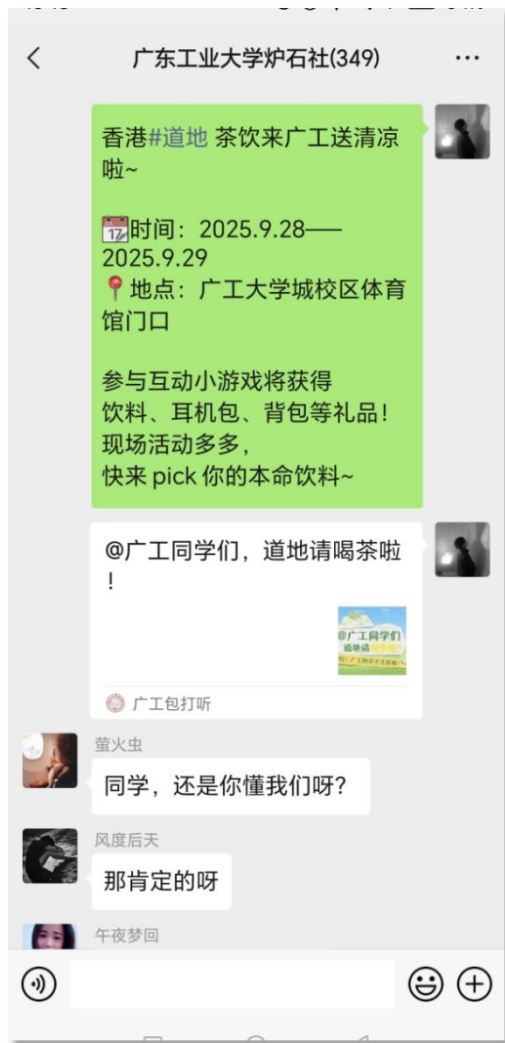 广东工业大学炉石社(349)
香港#道地 茶饮来广工送清凉
啦~
17时间：2025.9.28——
2025.9.29
地点：广工大学城校区体育
馆门口
参与互动小游戏将获得
饮料、耳机包、背包等礼品！
现场活动多多，
快来 pick 你的本命饮料~
@广工同学们，道地请喝茶啦
！
@广工同学们
道地请
广工包打听
萤火虫
同学，还是你懂我们呀？
风度后天
那肯定的呀
午夜梦回